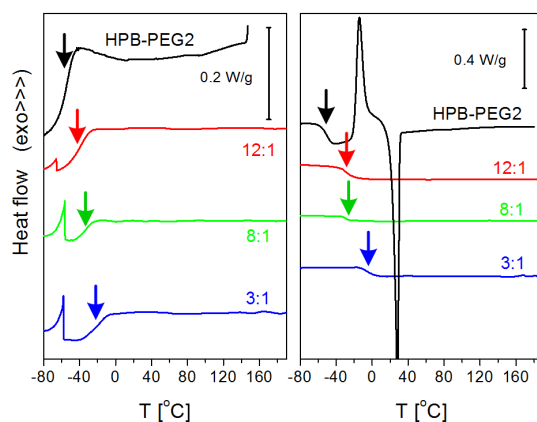 Heat flow (exo>>>)
HPB-PEG2
0.2 W/g
12:1
8:1
3:1
-80 -40 0 40 80 120 160
T [°C]
0.4 W/g
HPB-PEG2
12:1
8:1
3:1
-80 -40 0 40 80 120 160
T [°C]